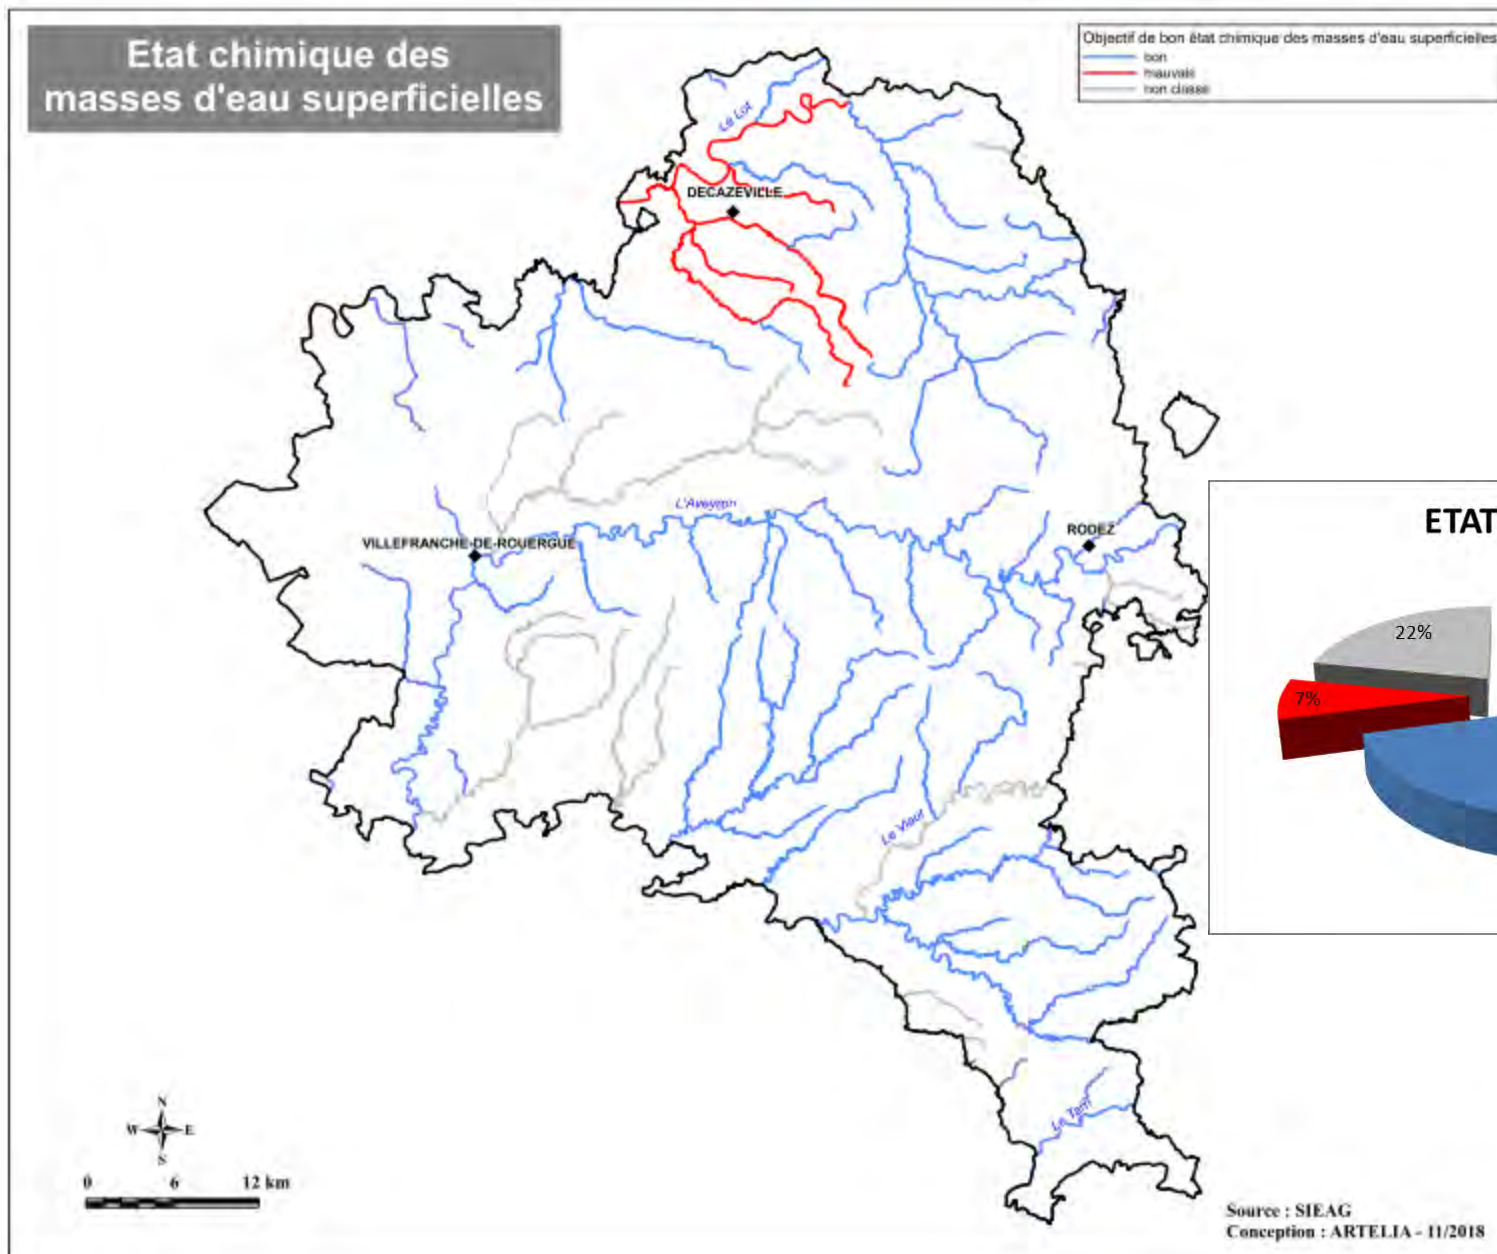 Etat chimique des
masses d'eau superficielles
Objectif de bon état chimique des masses d'eau superficielles
bon
mauvais
non classé
Le Lot
DECAZEVILLE
L'Aveyron
VILLEFRANCHE-DE-ROUERGUE
RODEZ
ETAT
22%
7%
Le Viaur
Le Tarn
N
W E
S
0 6 12 km
Source : SIEAG
Conception : ARTELIA - 11/2018